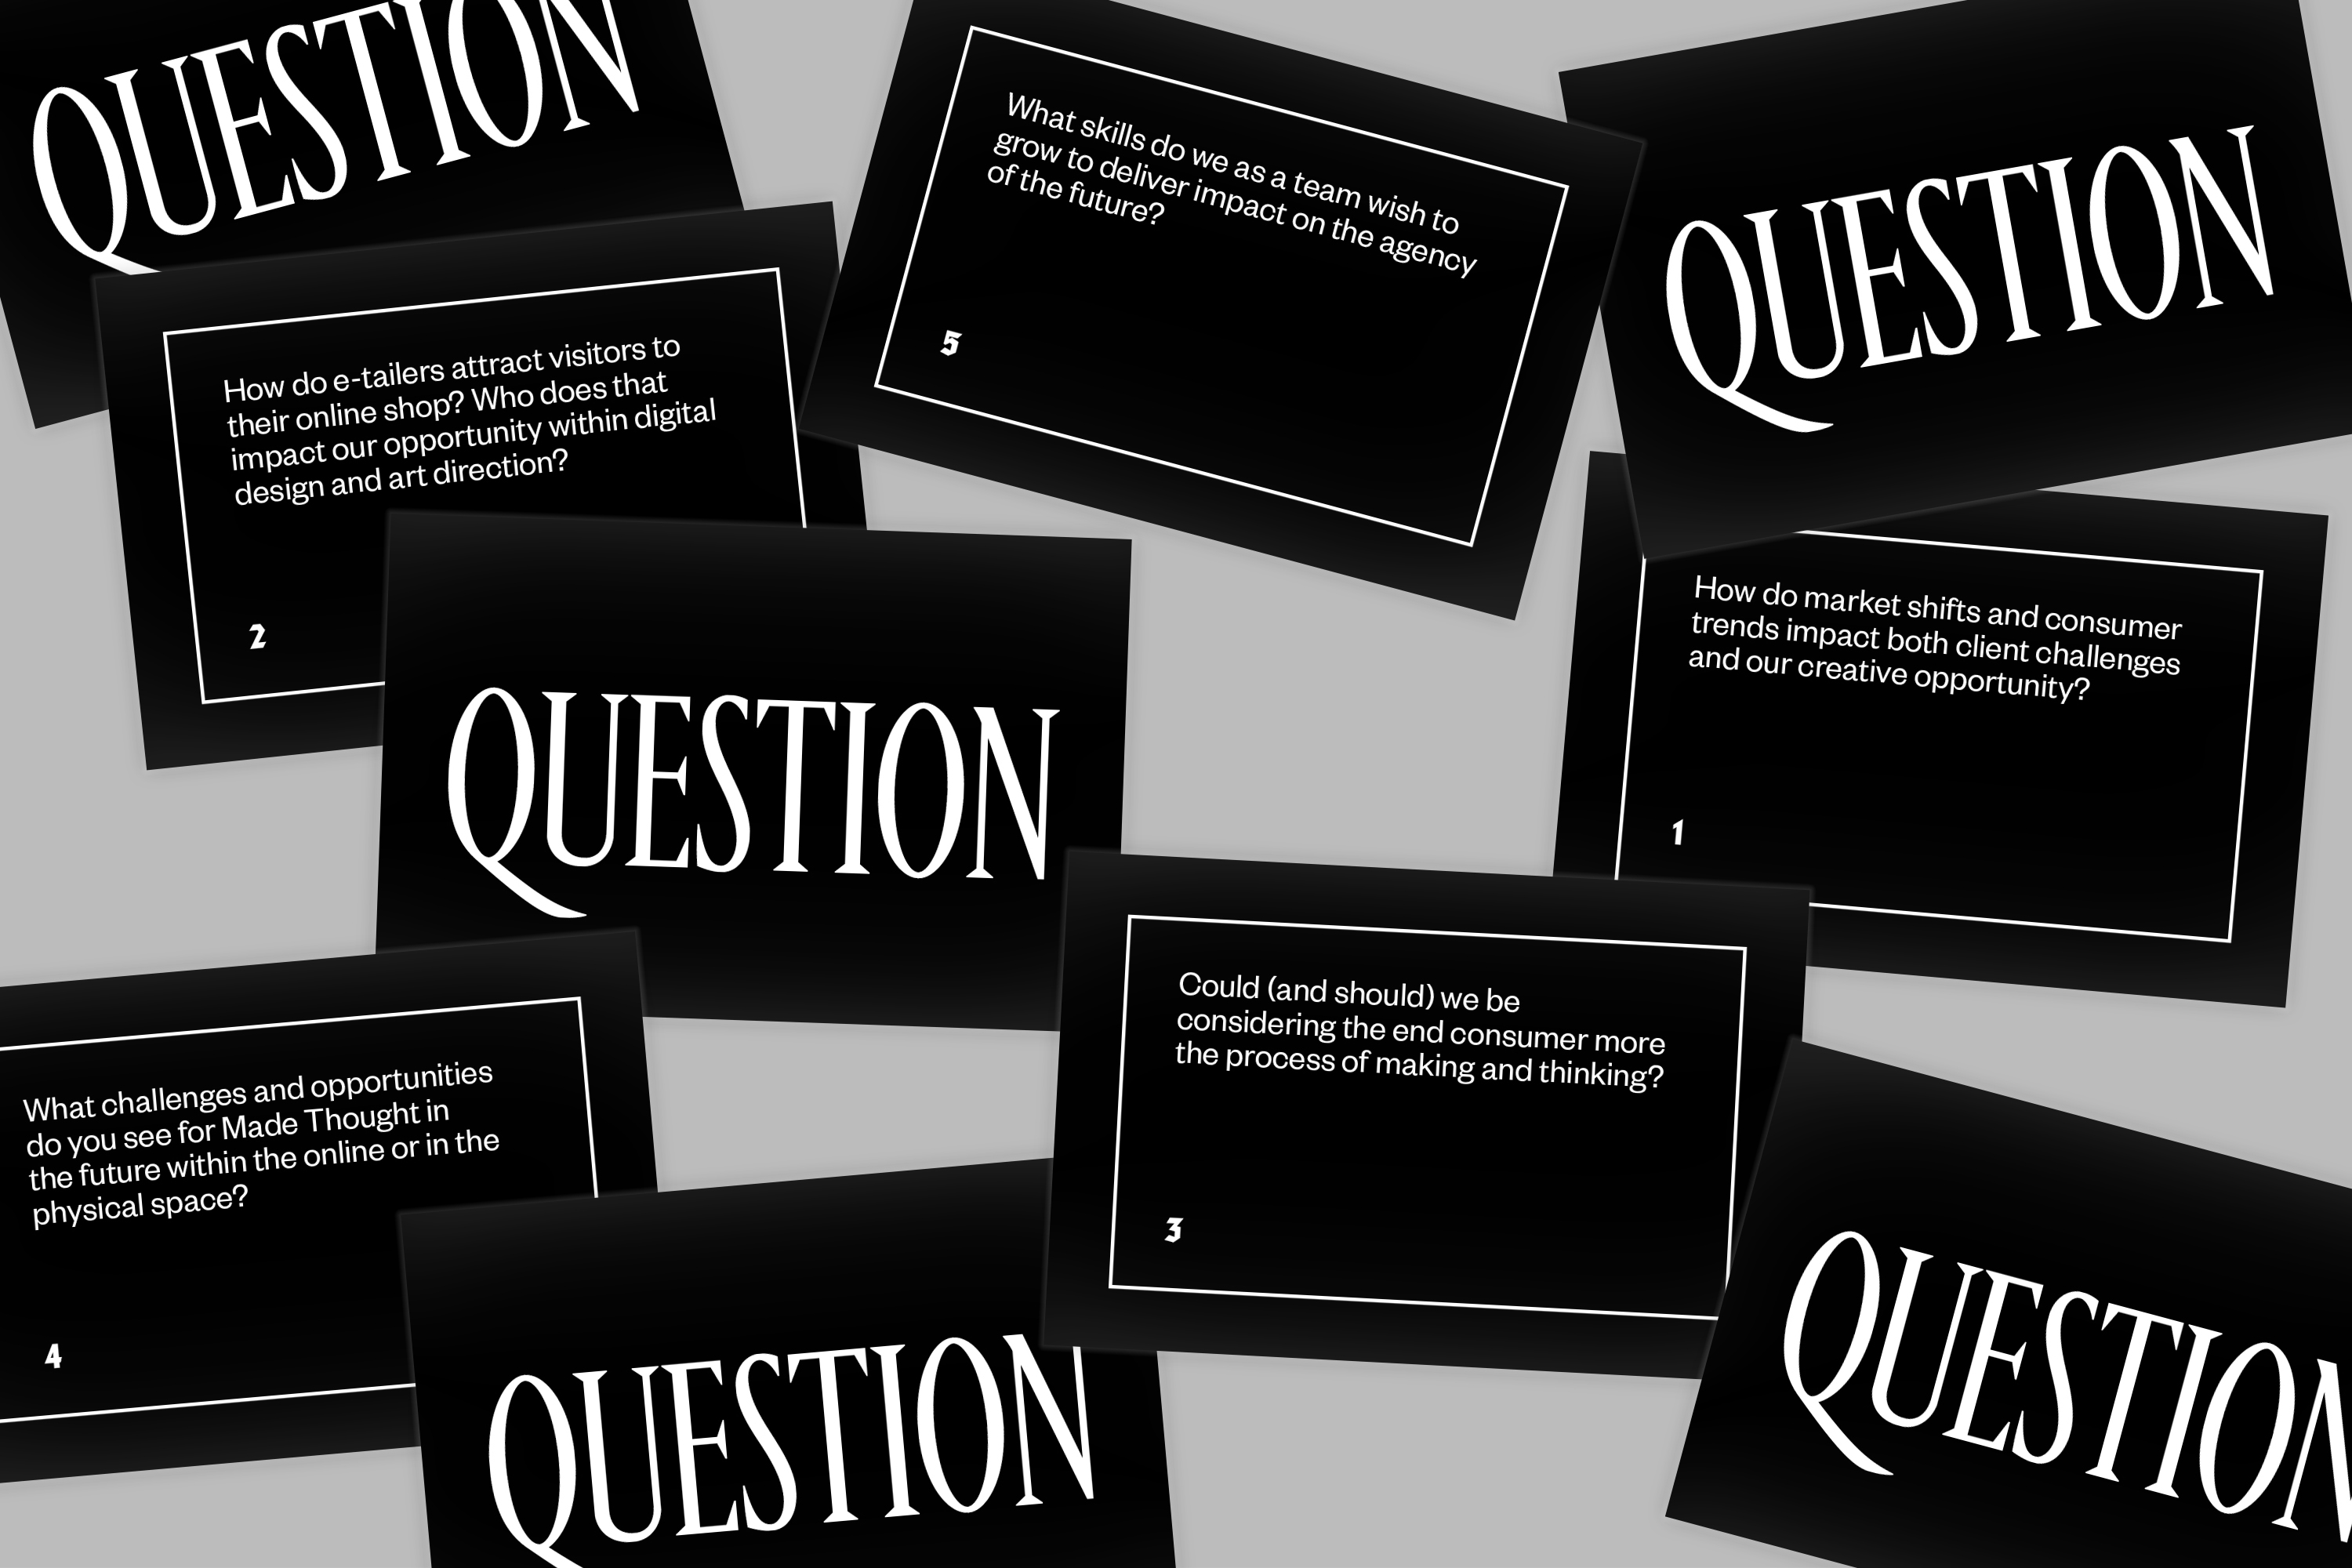 QUESTION
What skills do we as a team wish to
grow to deliver impact on the agency
of the future?
5
QUESTION
How do e-tailers attract visitors to
their online shop? Who does that
impact our opportunity within digital
design and art direction?
2
How do market shifts and consumer
trends impact both client challenges
and our creative opportunity?
1
QUESTION
Could (and should) we be
considering the end consumer more
the process of making and thinking?
3
What challenges and opportunities
do you see for Made Thought in
the future within the online or in the
physical space?
4
QUESTION
QUESTION